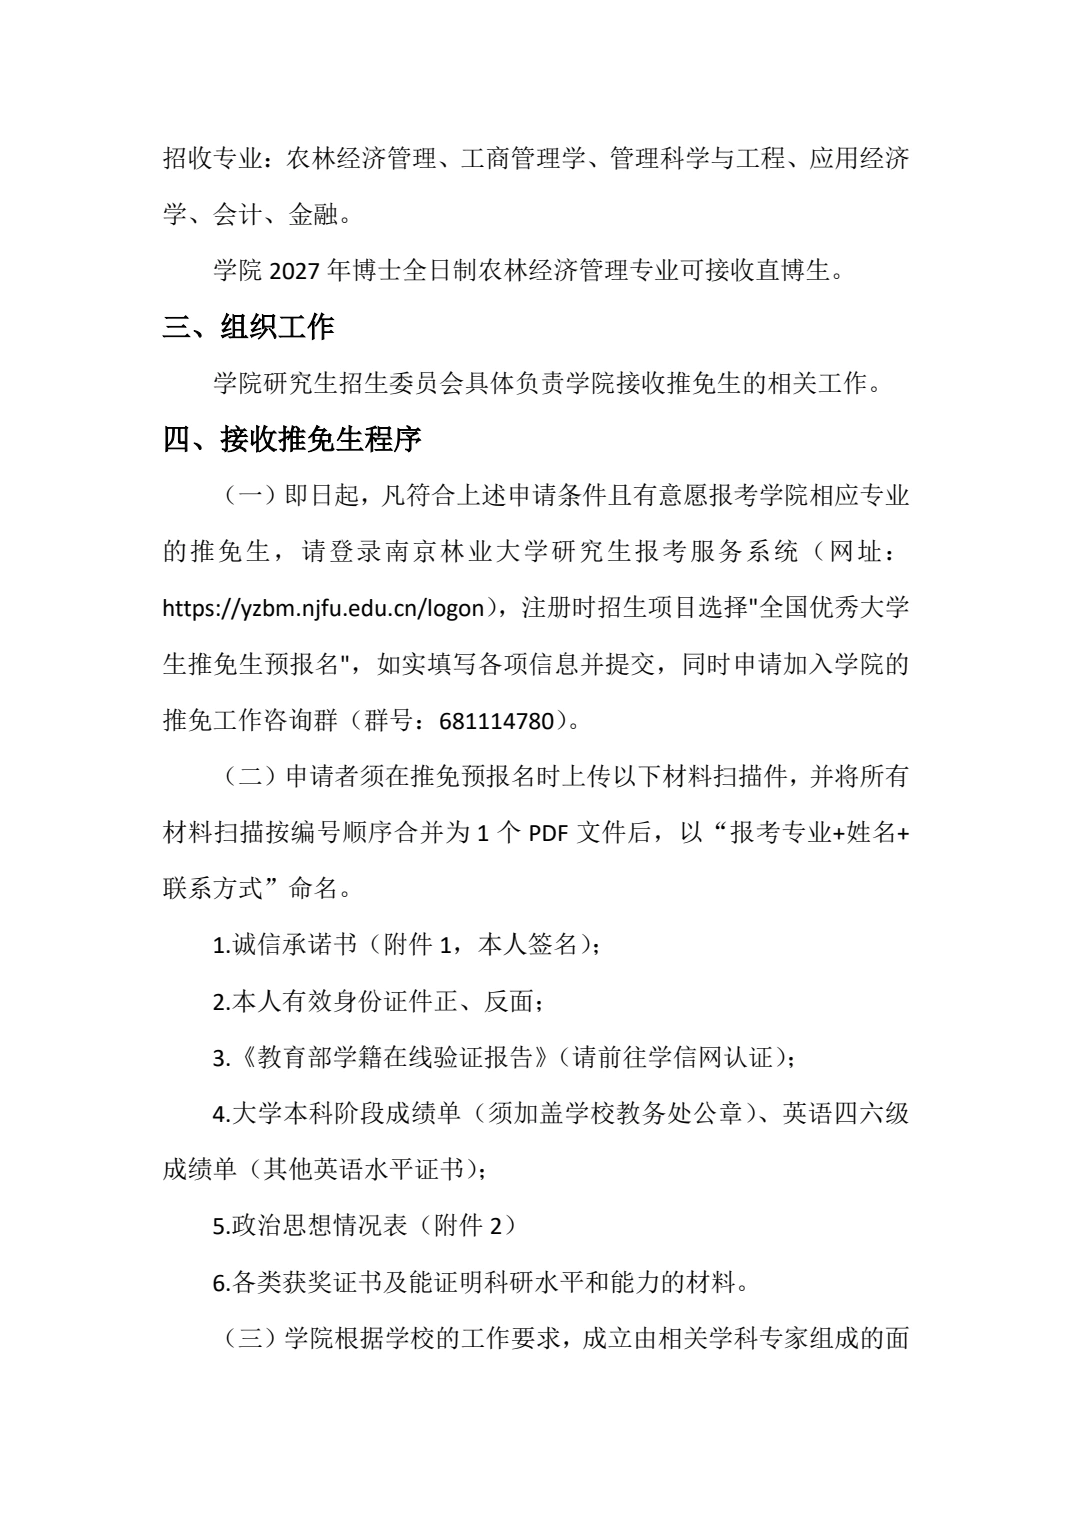 招收专业：农林经济管理、工商管理学、管理科学与工程、应用经济
学、会计、金融。
学院 2027 年博士全日制农林经济管理专业可接收直博生。
三、组织工作
学院研究生招生委员会具体负责学院接收推免生的相关工作。
四、接收推免生程序
（一）即日起，凡符合上述申请条件且有意愿报考学院相应专业
的推免生，请登录南京林业大学研究生报考服务系统（网址：
https://yzbm.njfu.edu.cn/logon），注册时招生项目选择"全国优秀大学
生推免生预报名"，如实填写各项信息并提交，同时申请加入学院的
推免工作咨询群（群号：681114780）。
（二）申请者须在推免预报名时上传以下材料扫描件，并将所有
材料扫描按编号顺序合并为 1 个 PDF 文件后，以“报考专业+姓名+
联系方式”命名。
1.诚信承诺书（附件 1，本人签名）；
2.本人有效身份证件正、反面；
3.《教育部学籍在线验证报告》（请前往学信网认证）；
4.大学本科阶段成绩单（须加盖学校教务处公章）、英语四六级
成绩单（其他英语水平证书）；
5.政治思想情况表（附件 2）
6.各类获奖证书及能证明科研水平和能力的材料。
（三）学院根据学校的工作要求，成立由相关学科专家组成的面